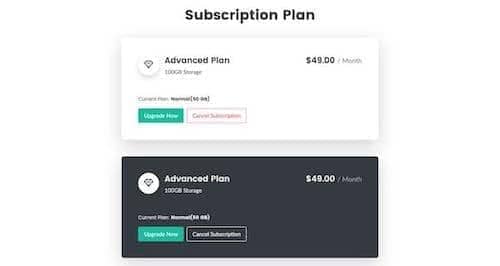 Subscription Plan
Advanced Plan $49.00 / Month
100GB Storage
Current Plan: Normal(50 GB)
Upgrade Now Cancel Subscription
Advanced Plan $49.00 / Month
100GB Storage
Current Plan: Normal(50 GB)
Upgrade Now Cancel Subscription